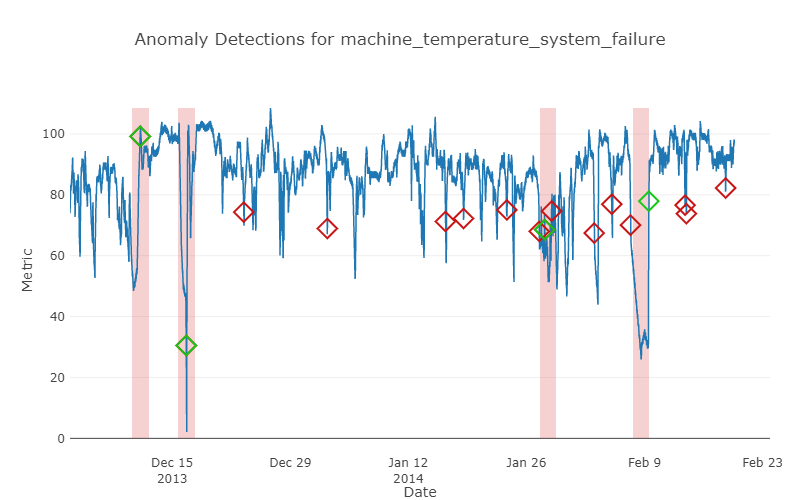 Anomaly Detections for machine_temperature_system_failure
100
80
60
40
20
0
Metric
Dec 15
2013
Dec 29
Jan 12
2014
Jan 26
Feb 9
Feb 23
Date